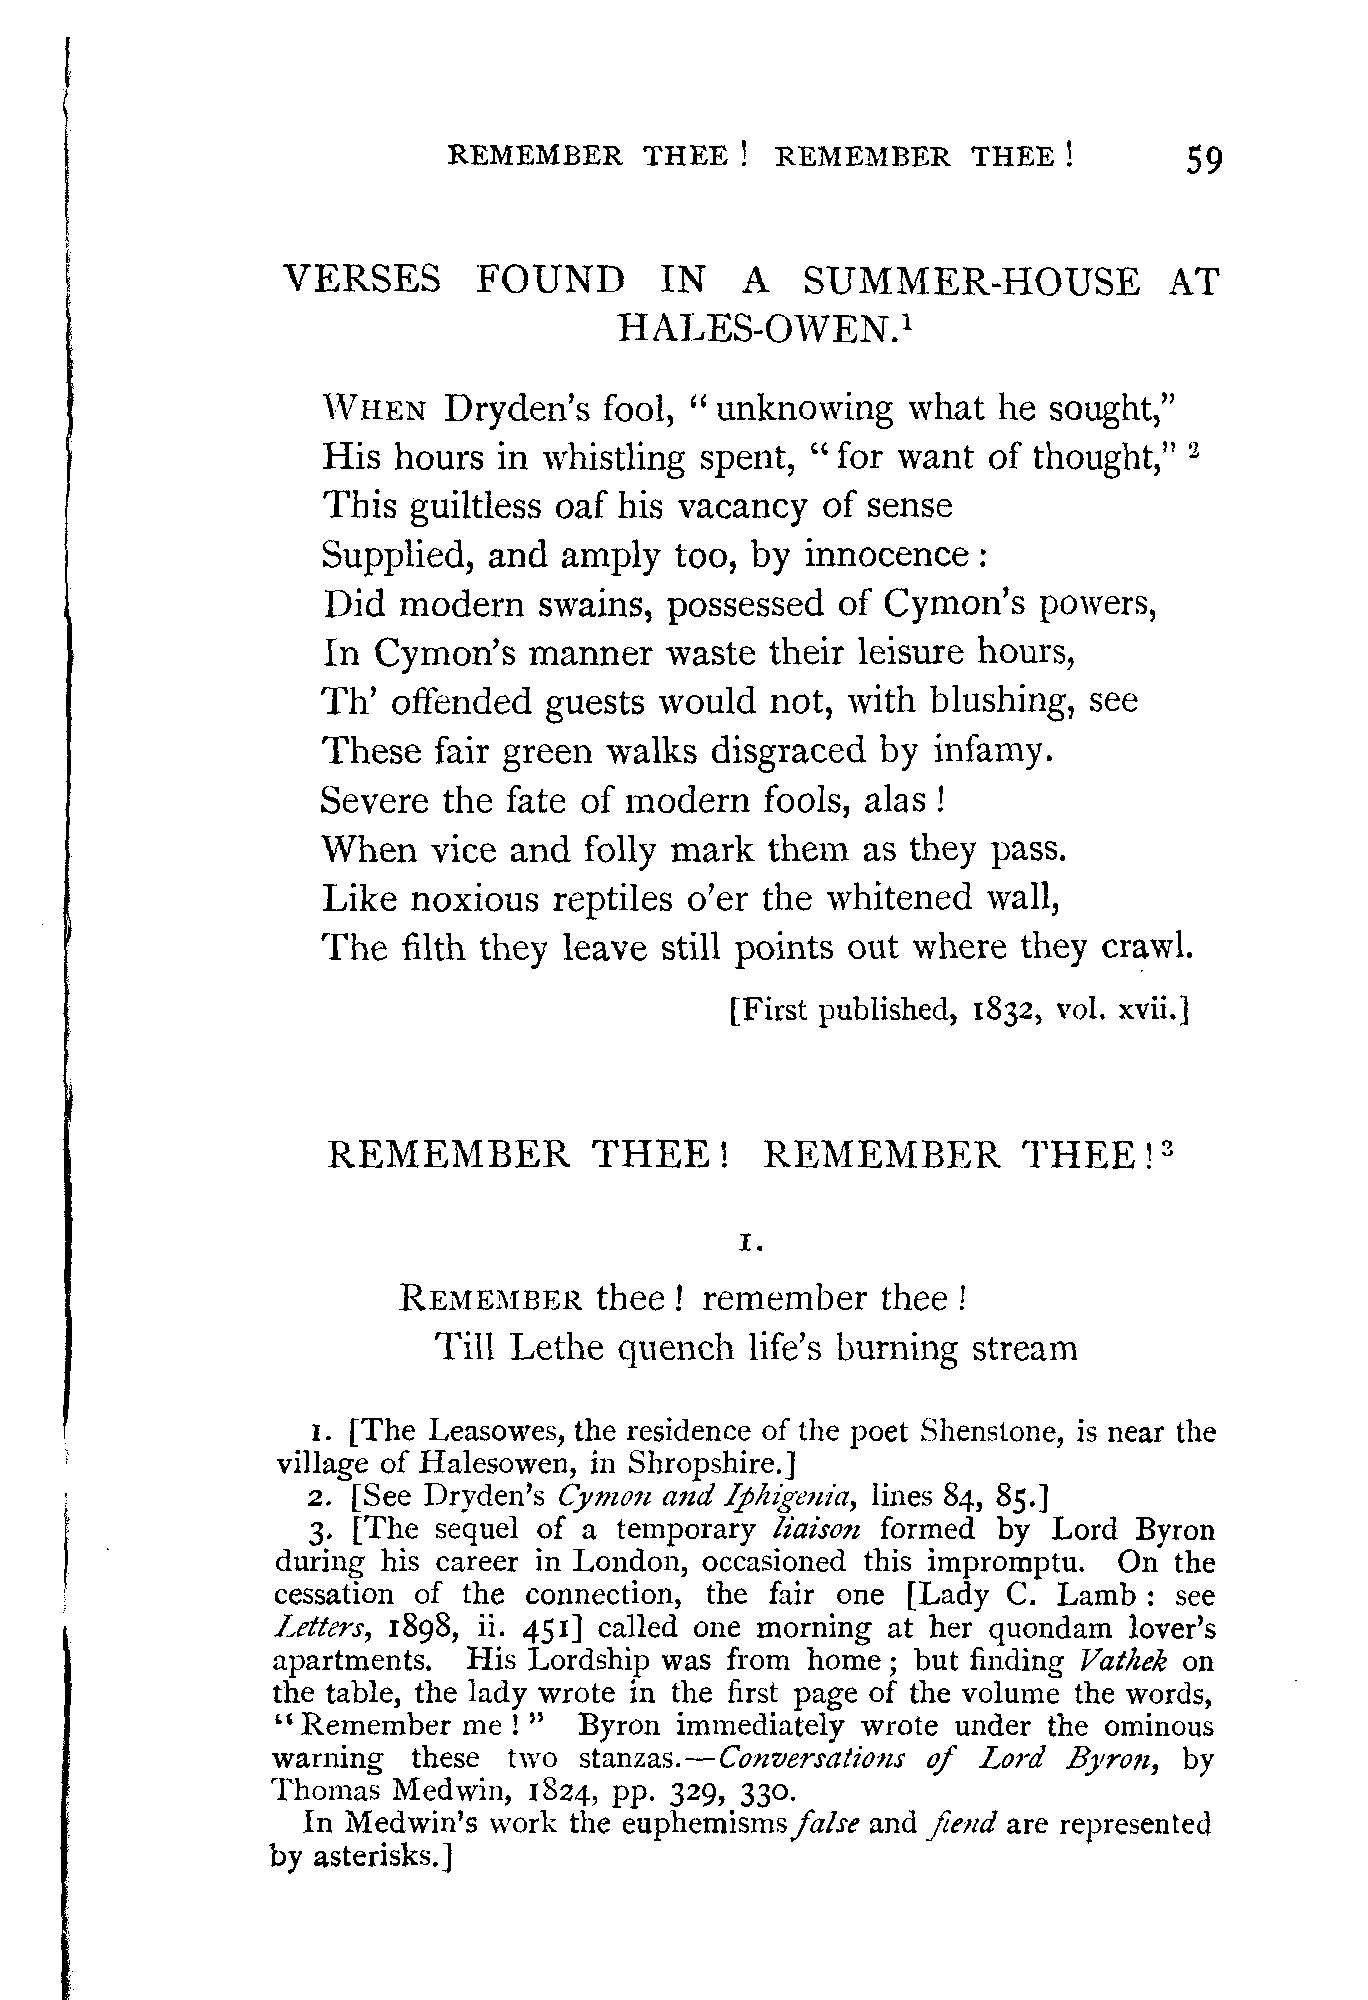 REMEMBER THEE! REMEMBER THEE! 59
VERSES FOUND IN A SUMMER-HOUSE AT
HALES-OWEN.¹
WHEN Dryden's fool, "unknowing what he sought,"
His hours in whistling spent, "for want of thought," ²
This guiltless oaf his vacancy of sense
Supplied, and amply too, by innocence:
Did modern swains, possessed of Cymon's powers,
In Cymon's manner waste their leisure hours,
Th' offended guests would not, with blushing, see
These fair green walks disgraced by infamy.
Severe the fate of modern fools, alas!
When vice and folly mark them as they pass.
Like noxious reptiles o'er the whitened wall,
The filth they leave still points out where they crawl.
[First published, 1832, vol. xvii.]
REMEMBER THEE! REMEMBER THEE!³
1.
REMEMBER thee! remember thee!
Till Lethe quench life's burning stream
1. [The Leasowes, the residence of the poet Shenstone, is near the
village of Halesowen, in Shropshire.]
2. [See Dryden's Cymon and Iphigenia, lines 84, 85.]
3. [The sequel of a temporary liaison formed by Lord Byron
during his career in London, occasioned this impromptu. On the
cessation of the connection, the fair one [Lady C. Lamb: see
Letters, 1898, ii. 451] called one morning at her quondam lover's
apartments. His Lordship was from home; but finding Vathek on
the table, the lady wrote in the first page of the volume the words,
"Remember me!" Byron immediately wrote under the ominous
warning these two stanzas.—Conversations of Lord Byron, by
Thomas Medwin, 1824, pp. 329, 330.
In Medwin's work the euphemisms false and fiend are represented
by asterisks.]